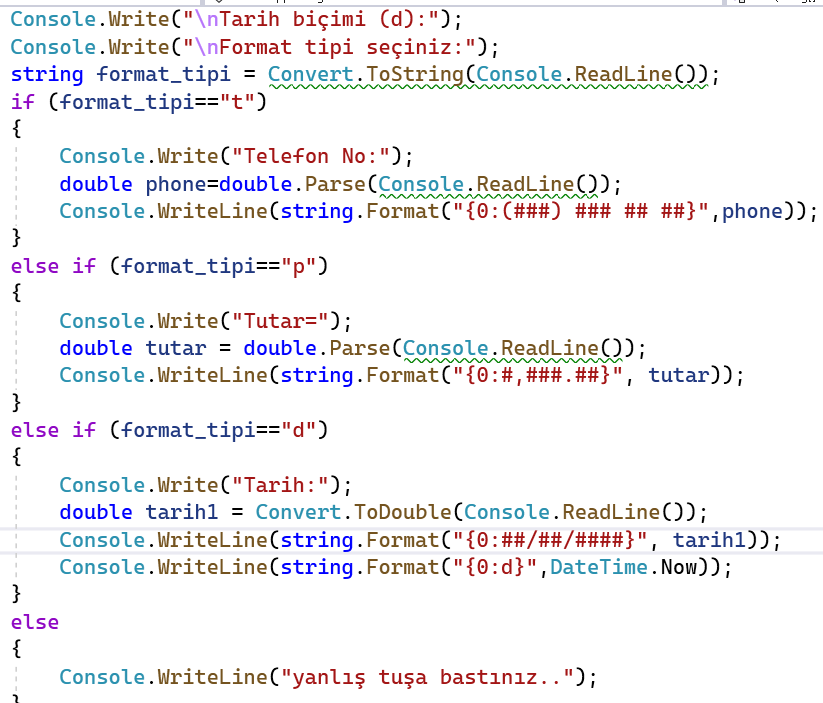 Console.Write("\nTarih biçimi (d):");
Console.Write("\nFormat tipi seçiniz:");
string format_tipi = Convert.ToString(Console.ReadLine());
if (format_tipi=="t")
{
    Console.Write("Telefon No:");
    double phone=double.Parse(Console.ReadLine());
    Console.WriteLine(string.Format("{0:(###) ### ## ##}",phone));
}
else if (format_tipi=="p")
{
    Console.Write("Tutar=");
    double tutar = double.Parse(Console.ReadLine());
    Console.WriteLine(string.Format("{0:#,###.##}", tutar));
}
else if (format_tipi=="d")
{
    Console.Write("Tarih:");
    double tarih1 = Convert.ToDouble(Console.ReadLine());
    Console.WriteLine(string.Format("{0:##/##/####}", tarih1));
    Console.WriteLine(string.Format("{0:d}",DateTime.Now));
}
else
{
    Console.WriteLine("yanlış tuşa bastınız..");
}